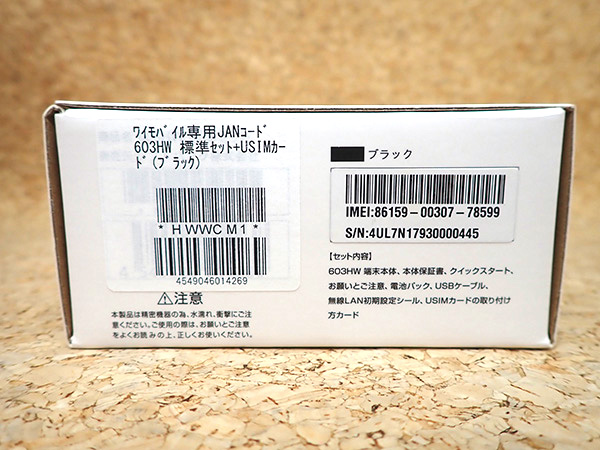 ﾜｲﾓﾊﾞｲﾙ専用JANｺｰﾄﾞ
603HW 標準ｾｯﾄ+USIMｶｰ
ﾄﾞ(ﾌﾞﾗｯｸ)
* H WWC M 1 *
4549046014269
⚠注意
本製品は精密機器の為、水濡れ、衝撃にご注
意ください。ご使用の際は、お願いとご注意
をよくお読みの上、正しくお使いください。
ブラック
IMEI:86159-00307-78599
S/N:4UL7N17930000445
【セット内容】
603HW 端末本体、本体保証書、クイックスタート、
お願いとご注意、電池パック、USBケーブル、
無線LAN初期設定シール、USIMカードの取り付け
方カード